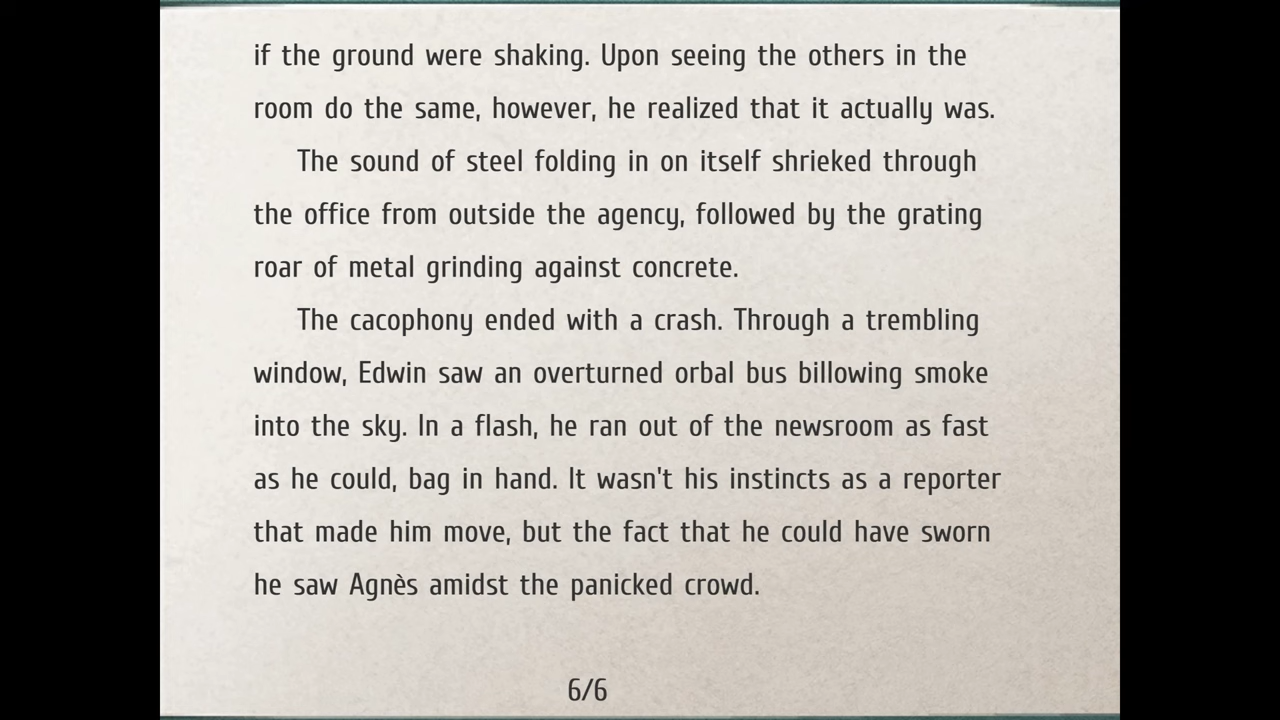 if the ground were shaking. Upon seeing the others in the
room do the same, however, he realized that it actually was.
The sound of steel folding in on itself shrieked through
the office from outside the agency, followed by the grating
roar of metal grinding against concrete.
The cacophony ended with a crash. Through a trembling
window, Edwin saw an overturned orbal bus billowing smoke
into the sky. In a flash, he ran out of the newsroom as fast
as he could, bag in hand. It wasn't his instincts as a reporter
that made him move, but the fact that he could have sworn
he saw Agnès amidst the panicked crowd.
6/6